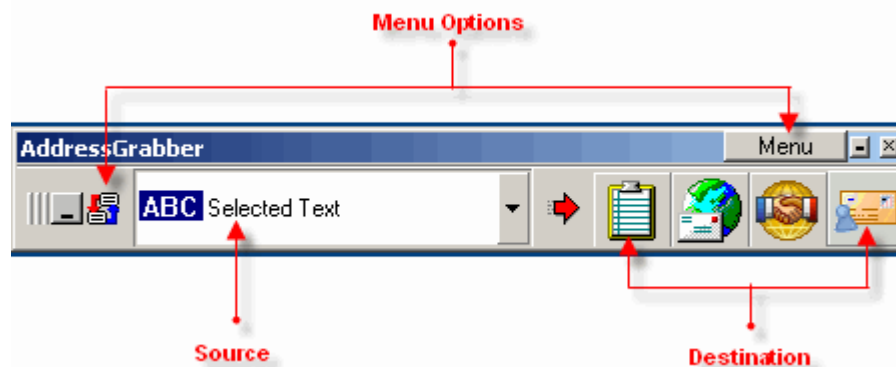 Menu Options
AddressGrabber
Menu
ABC Selected Text
Source
Destination